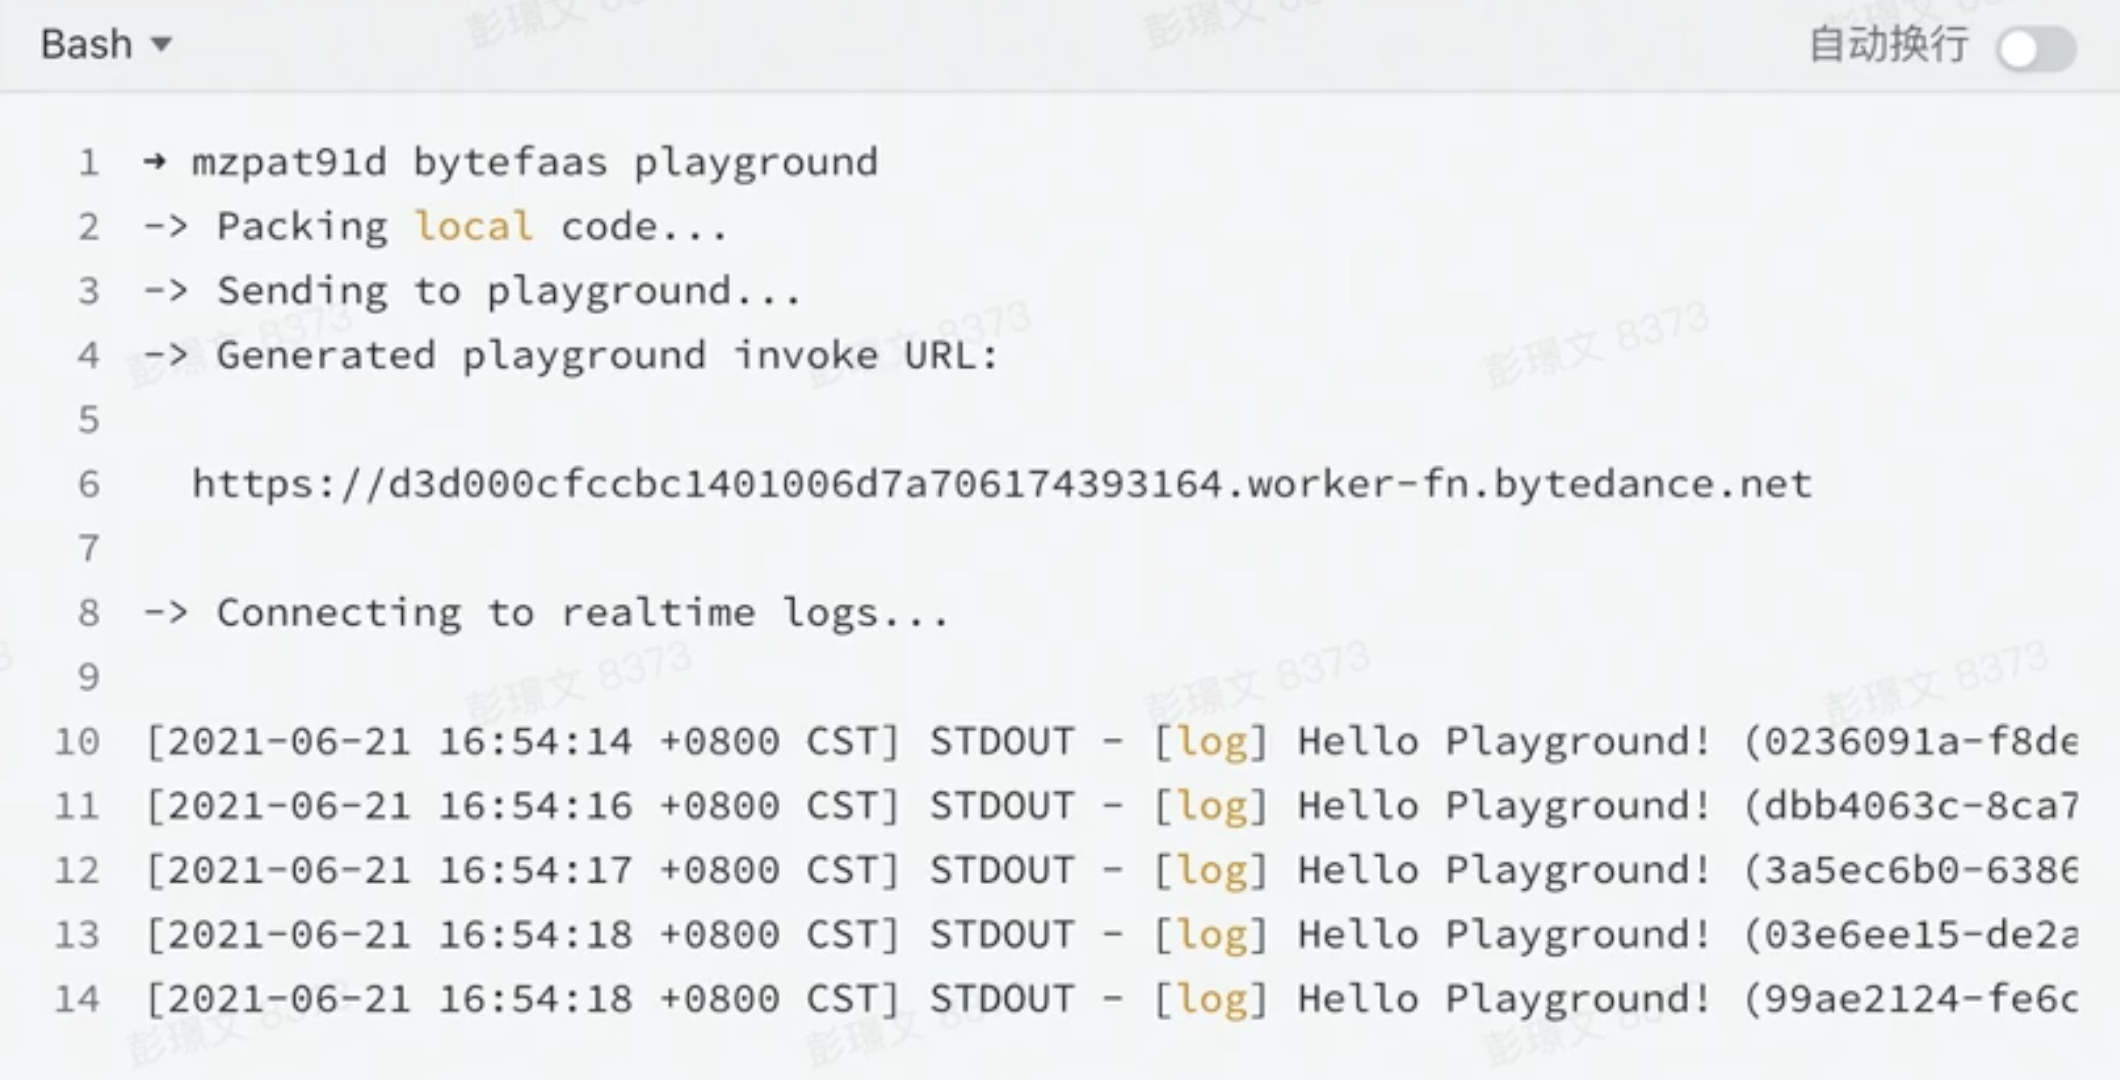 Bash
自动换行
1 → mzpat91d bytefaas playground
2 -> Packing local code...
3 -> Sending to playground...
4 -> Generated playground invoke URL:
5
6 https://d3d000cfccbc1401006d7a706174393164.worker-fn.bytedance.net
7
8 -> Connecting to realtime logs...
9
10 [2021-06-21 16:54:14 +0800 CST] STDOUT - [log] Hello Playground! (0236091a-f8de
11 [2021-06-21 16:54:16 +0800 CST] STDOUT - [log] Hello Playground! (dbb4063c-8ca7
12 [2021-06-21 16:54:17 +0800 CST] STDOUT - [log] Hello Playground! (3a5ec6b0-6386
13 [2021-06-21 16:54:18 +0800 CST] STDOUT - [log] Hello Playground! (03e6ee15-de2a
14 [2021-06-21 16:54:18 +0800 CST] STDOUT - [log] Hello Playground! (99ae2124-fe6c
彭璟文 8373
彭璟文 8373
彭璟文 8373
彭璟文 8373
彭璟文 8373
彭璟文 8373